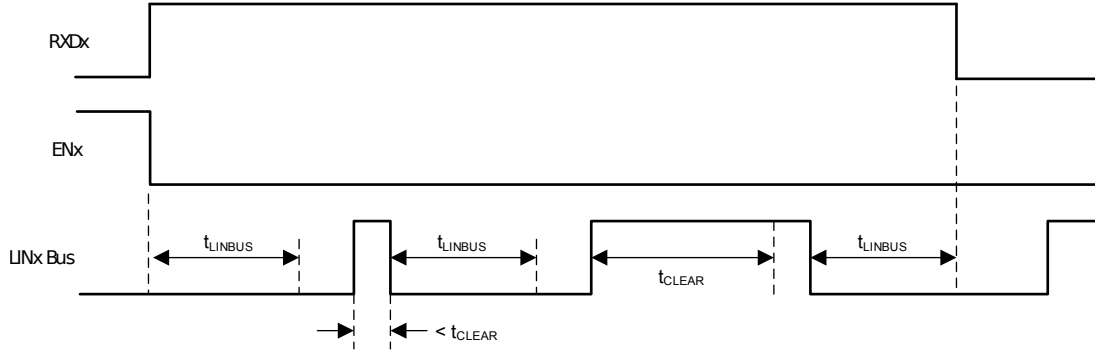 RXDx
ENx
LINx Bus
tLINBUS
tLINBUS
tLINBUS
tCLEAR
< tCLEAR